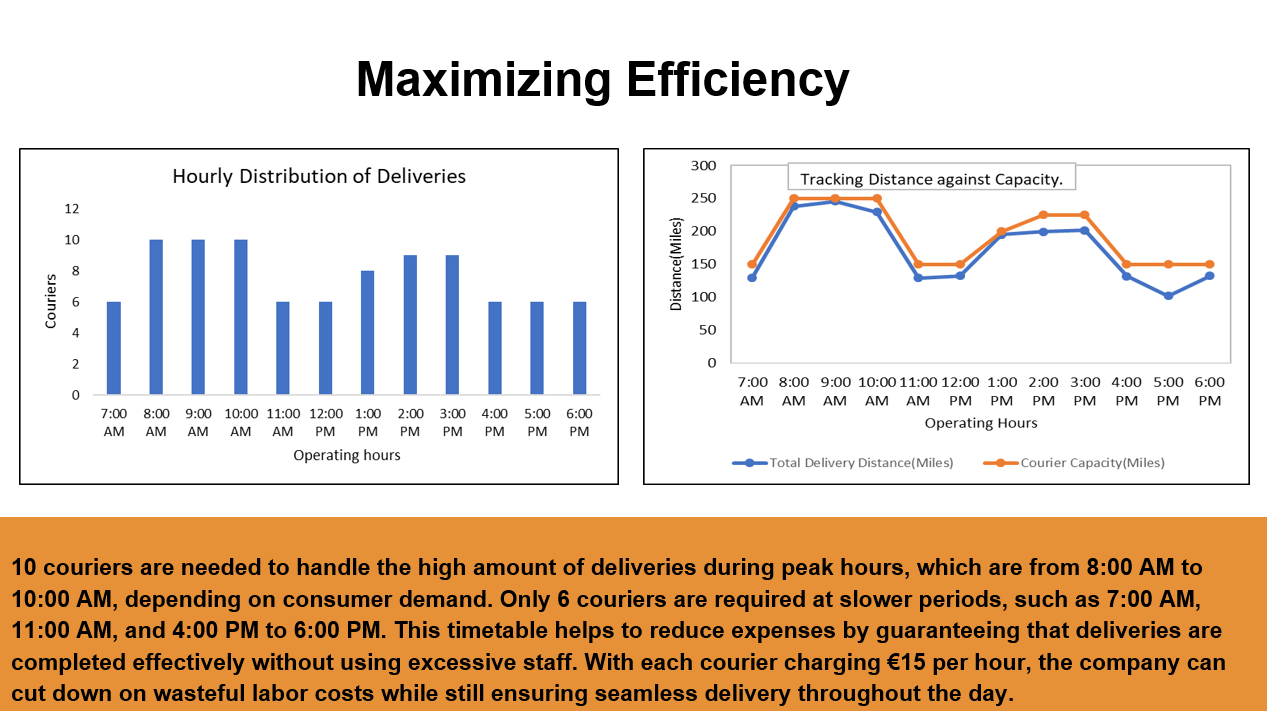 Maximizing Efficiency
Hourly Distribution of Deliveries
Couriers
12
10
8
6
4
2
0
7:00 AM
8:00 AM
9:00 AM
10:00 AM
11:00 AM
12:00 PM
1:00 PM
2:00 PM
3:00 PM
4:00 PM
5:00 PM
6:00 PM
Operating hours
Tracking Distance against Capacity.
Distance(Miles)
300
250
200
150
100
50
0
7:00 AM
8:00 AM
9:00 AM
10:00 AM
11:00 AM
12:00 PM
1:00 PM
2:00 PM
3:00 PM
4:00 PM
5:00 PM
6:00 PM
Operating Hours
Total Delivery Distance(Miles)
Courier Capacity(Miles)
10 couriers are needed to handle the high amount of deliveries during peak hours, which are from 8:00 AM to
10:00 AM, depending on consumer demand. Only 6 couriers are required at slower periods, such as 7:00 AM,
11:00 AM, and 4:00 PM to 6:00 PM. This timetable helps to reduce expenses by guaranteeing that deliveries are
completed effectively without using excessive staff. With each courier charging €15 per hour, the company can
cut down on wasteful labor costs while still ensuring seamless delivery throughout the day.